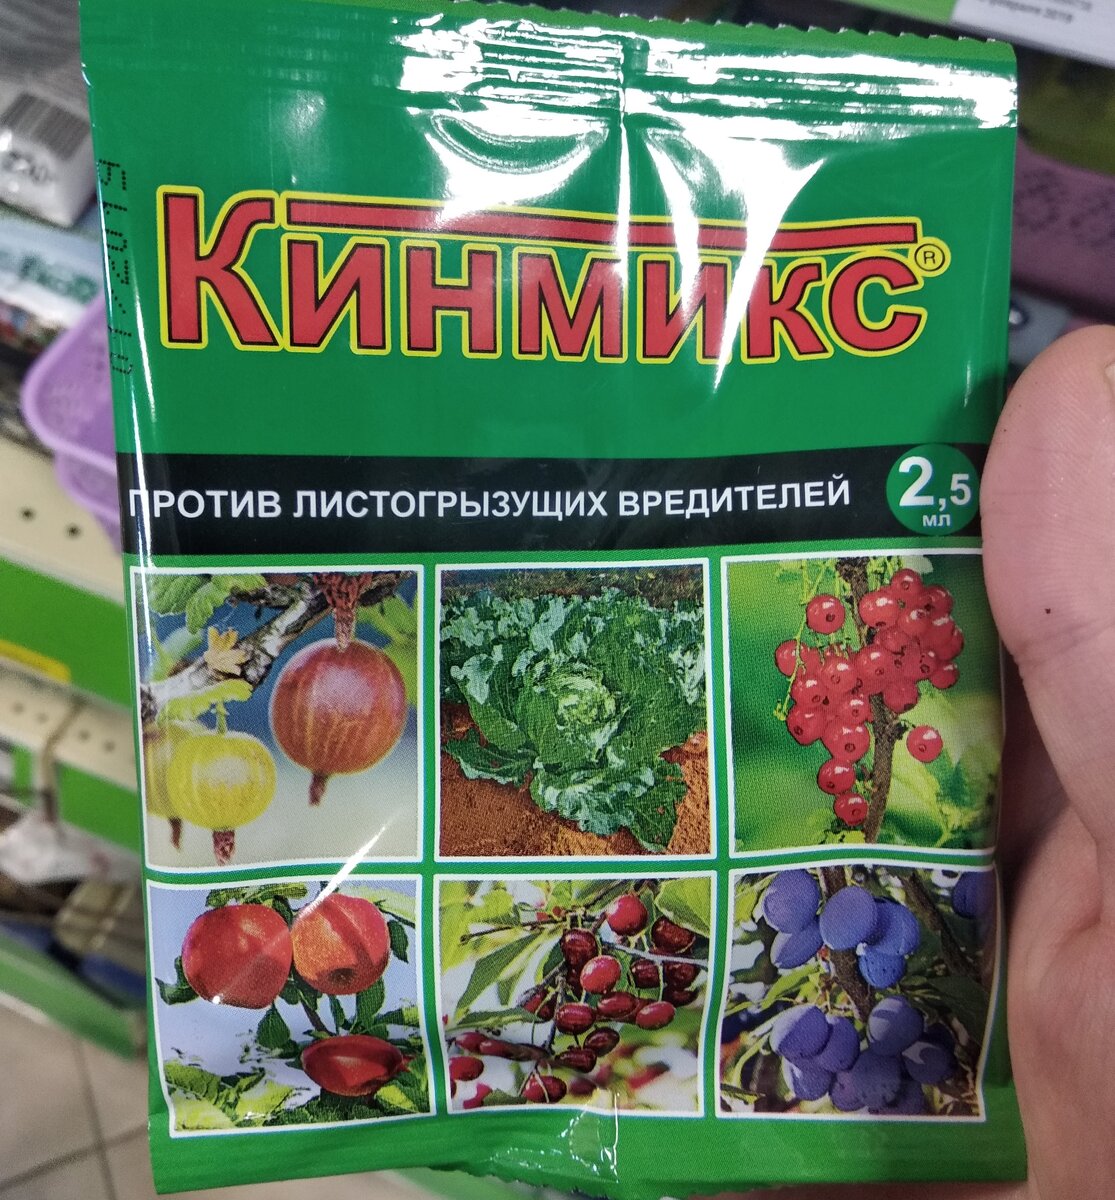 КИНМИКС®
ПРОТИВ ЛИСТОГРЫЗУЩИХ ВРЕДИТЕЛЕЙ
2,5
мл